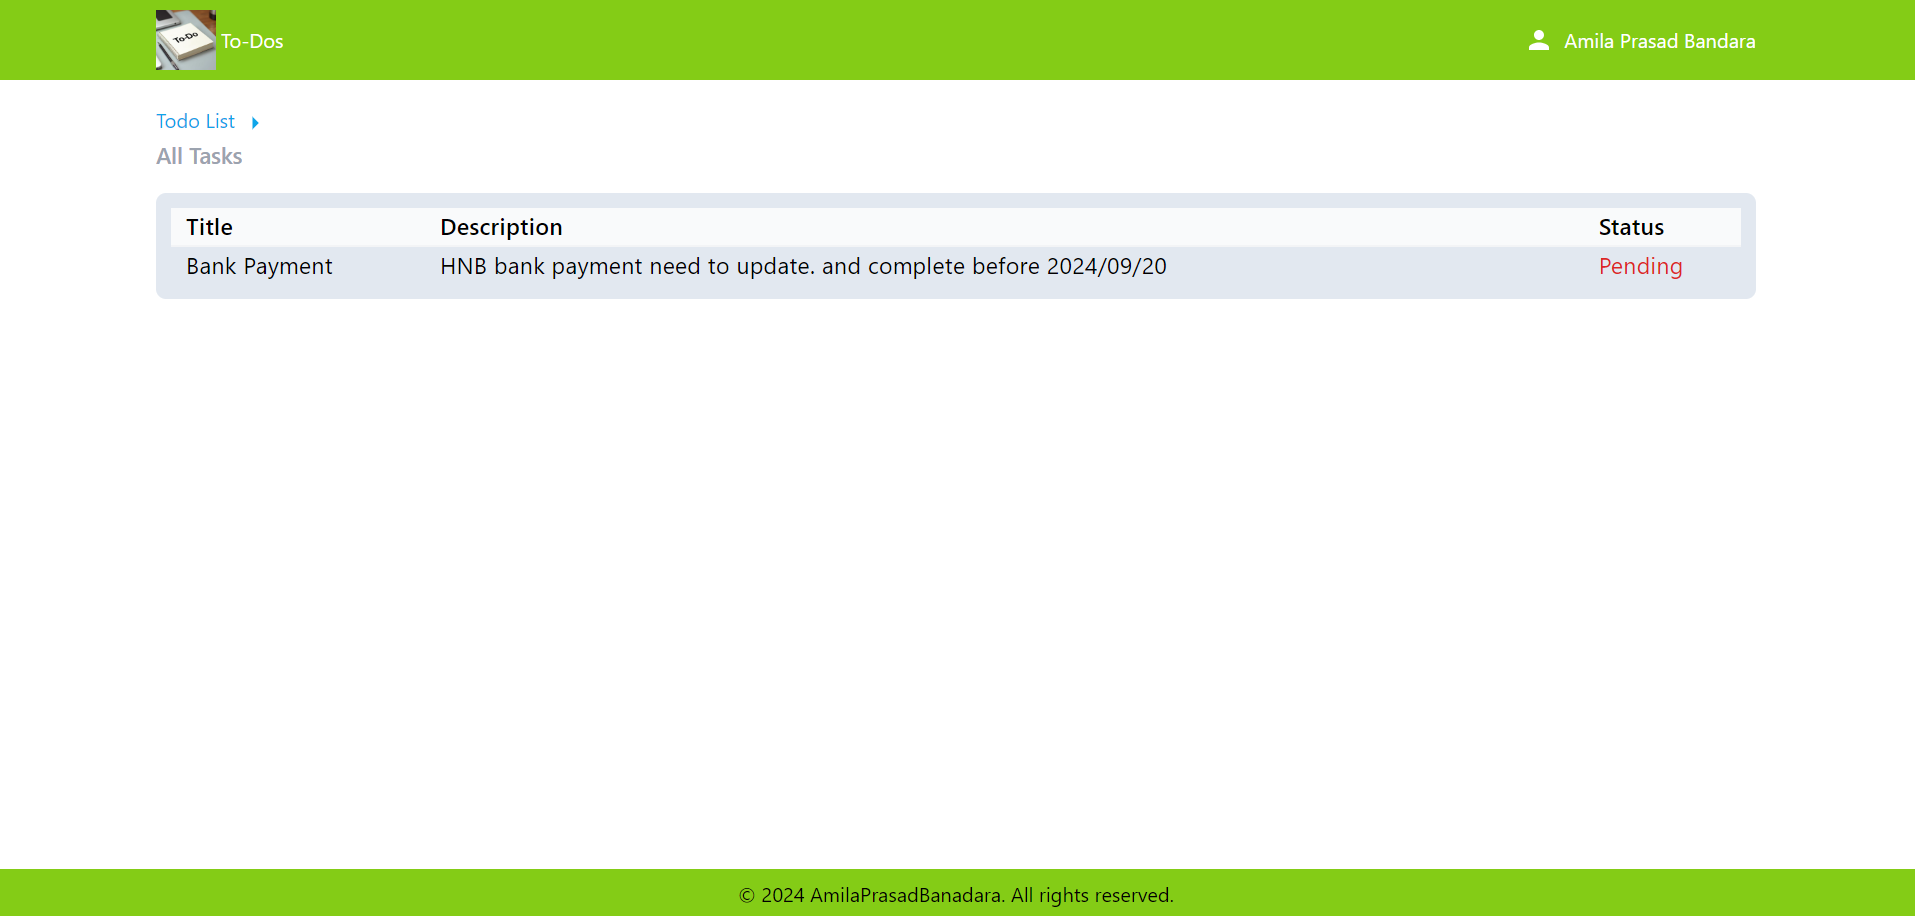 To-Do
To-Dos
Amila Prasad Bandara
Todo List
All Tasks
Title Description Status
Bank Payment HNB bank payment need to update. and complete before 2024/09/20 Pending
© 2024 AmilaPrasadBanadara. All rights reserved.